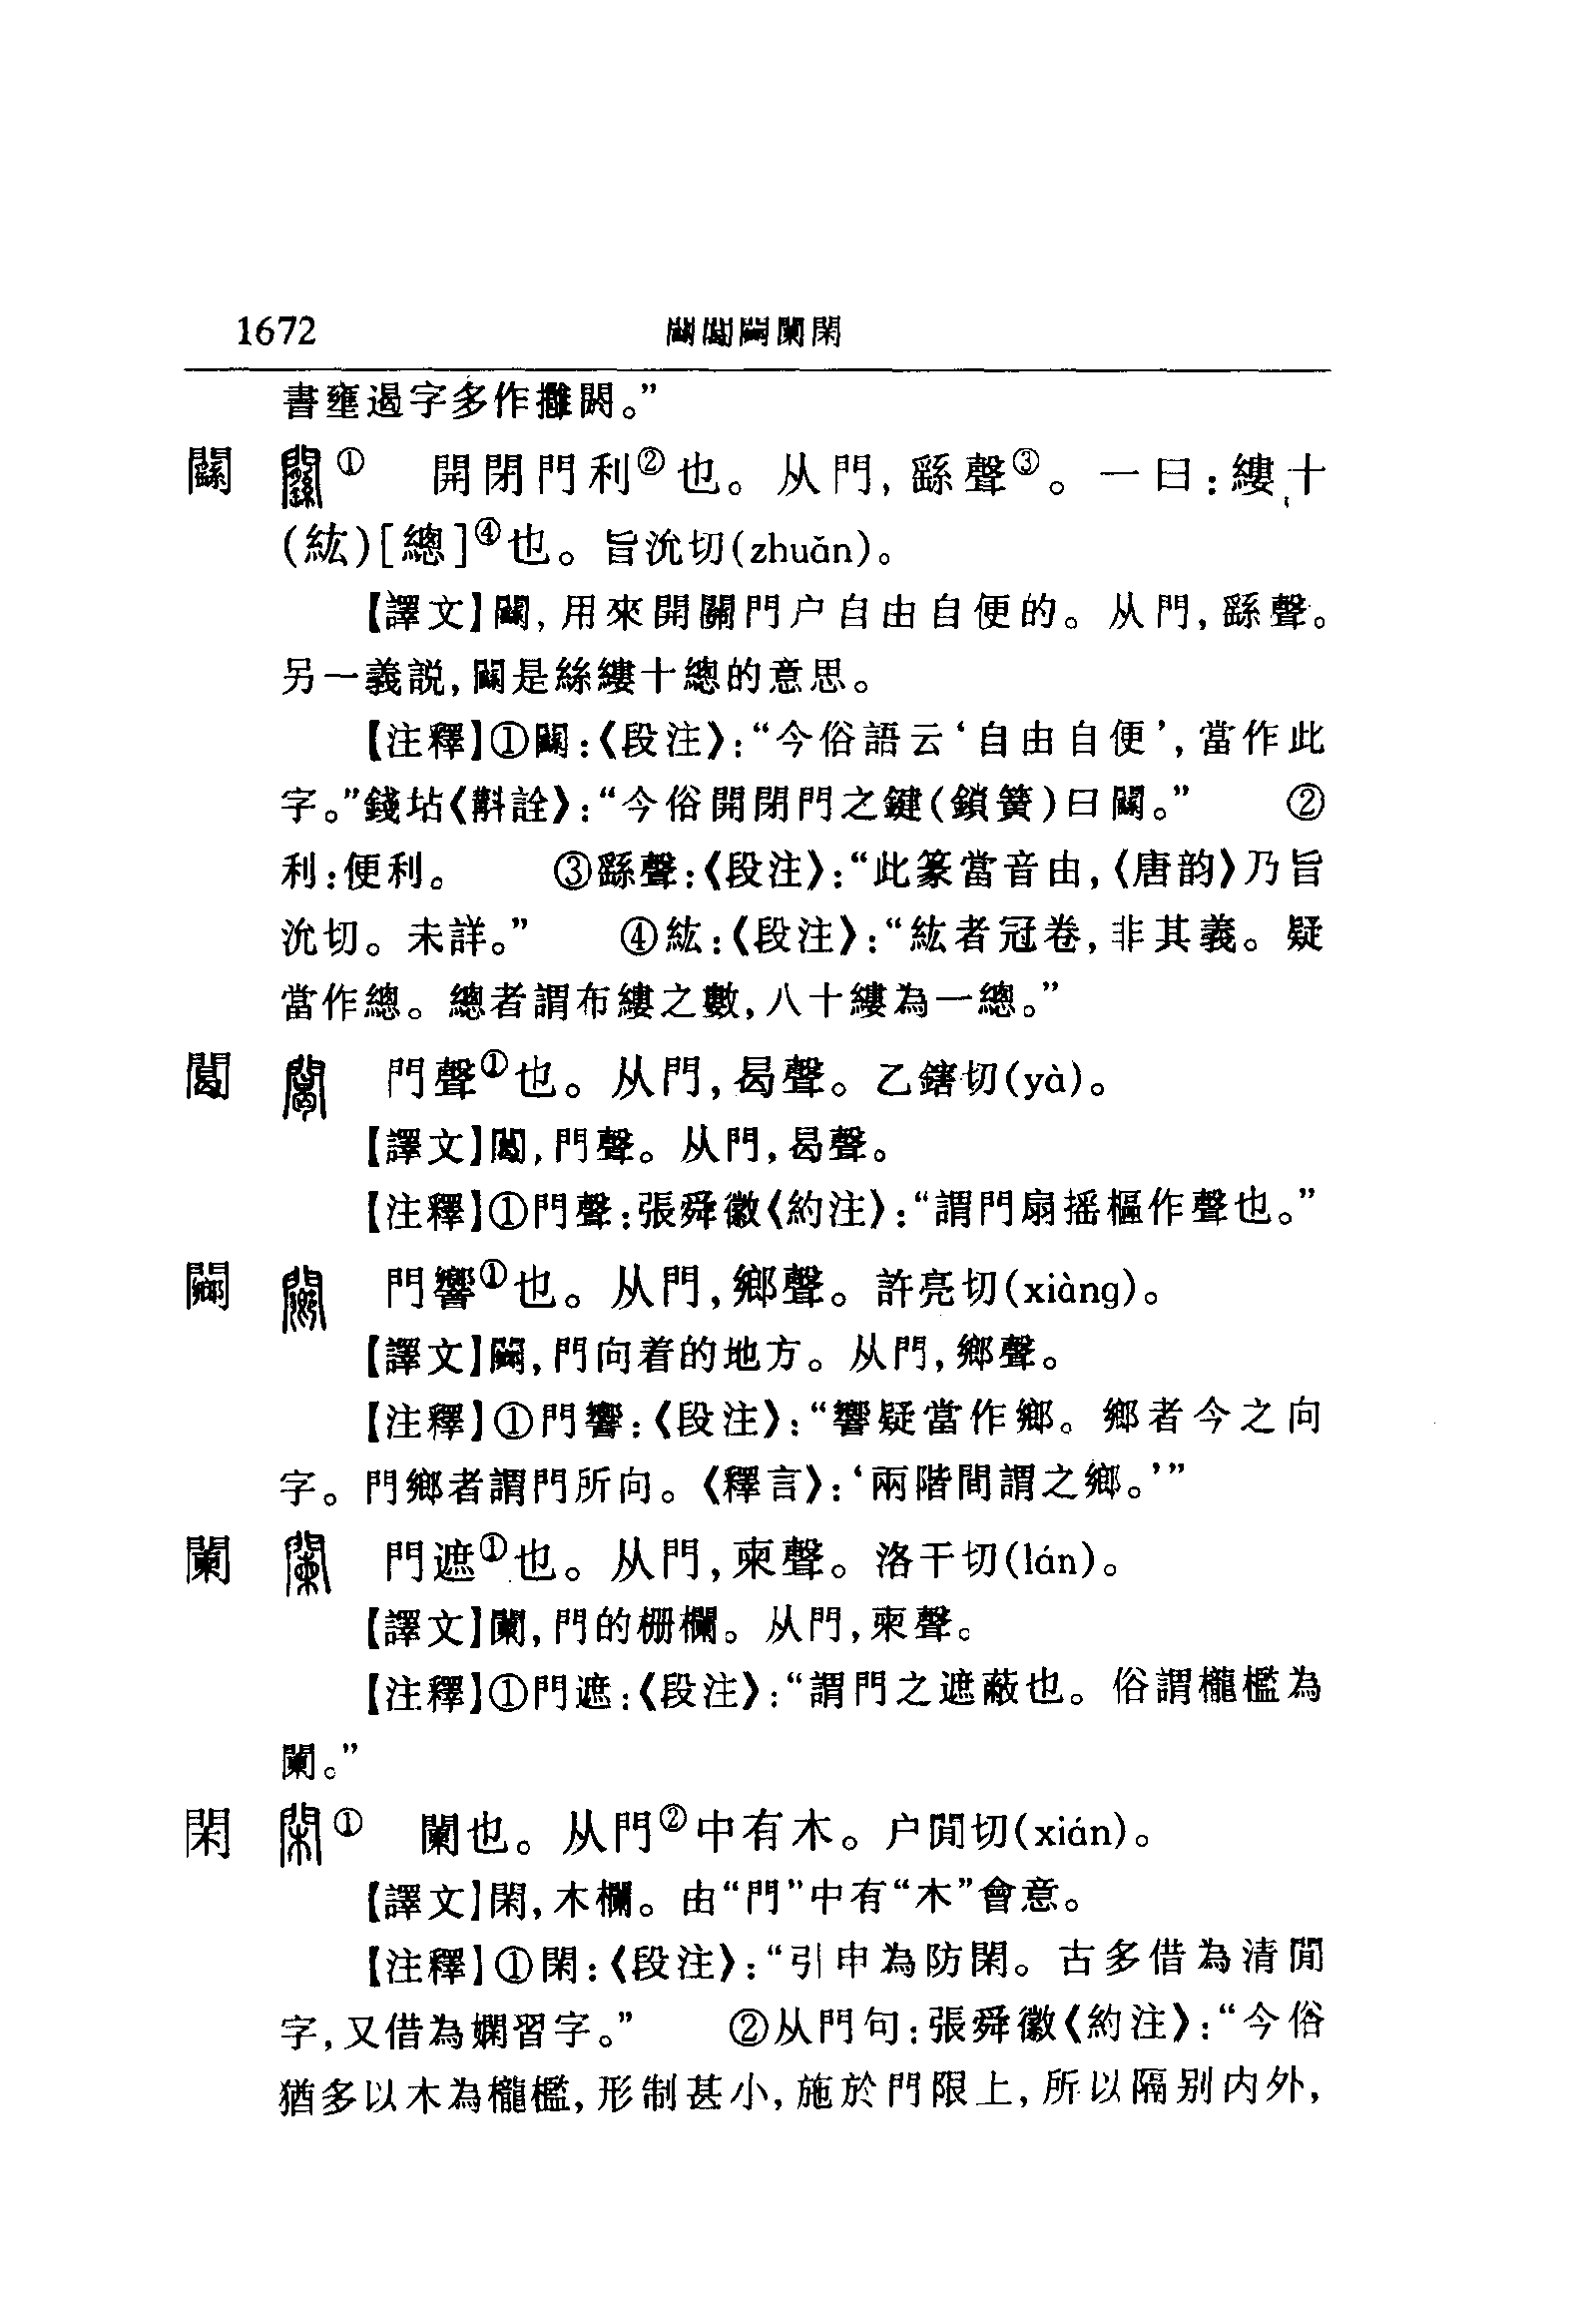 1672 䦯䦪䦳闌閑
書壅遏字多作擁閼。”
䦯 ① 開閉門利②也。从門，繇聲③。一曰：縷十
(紘)[總]④也。旨沇切(zhuǎn)。
【譯文】䦯，用來開關門户自由自便的。从門，繇聲。
另一義説，䦯是絲縷十總的意思。
【注釋】①䦯：《段注》：“今俗語云‘自由自便’，當作此
字。”錢坫《斠詮》：“今俗開閉門之鍵(鎖簧)曰䦯。” ②
利：便利。 ③繇聲：《段注》：“此篆當音由，《唐韵》乃旨
沇切。未詳。” ④紘：《段注》：“紘者冠卷，非其義。疑
當作總。總者謂布縷之數，八十縷為一總。”
䦪 門聲①也。从門，曷聲。乙鎋切(yà)。
【譯文】䦪，門聲。从門，曷聲。
【注釋】①門聲：張舜徽《約注》：“謂門扇摇樞作聲也。”
䦳 門響①也。从門，鄉聲。許亮切(xiàng)。
【譯文】䦳，門向着的地方。从門，鄉聲。
【注釋】①門響：《段注》：“響疑當作鄉。鄉者今之向
字。門鄉者謂門所向。《釋言》：‘兩階間謂之鄉。’”
闌 門遮①也。从門，柬聲。洛干切(lán)。
【譯文】闌，門的栅欄。从門，柬聲。
【注釋】①門遮：《段注》：“謂門之遮蔽也。俗謂櫳檻為
闌。”
閑 ① 闌也。从門②中有木。户閒切(xián)。
【譯文】閑，木欄。由“門”中有“木”會意。
【注釋】①閑：《段注》：“引申為防閑。古多借為清閒
字，又借為嫻習字。” ②从門句：張舜徽《約注》：“今俗
猶多以木為櫳檻，形制甚小，施於門限上，所以隔别内外，